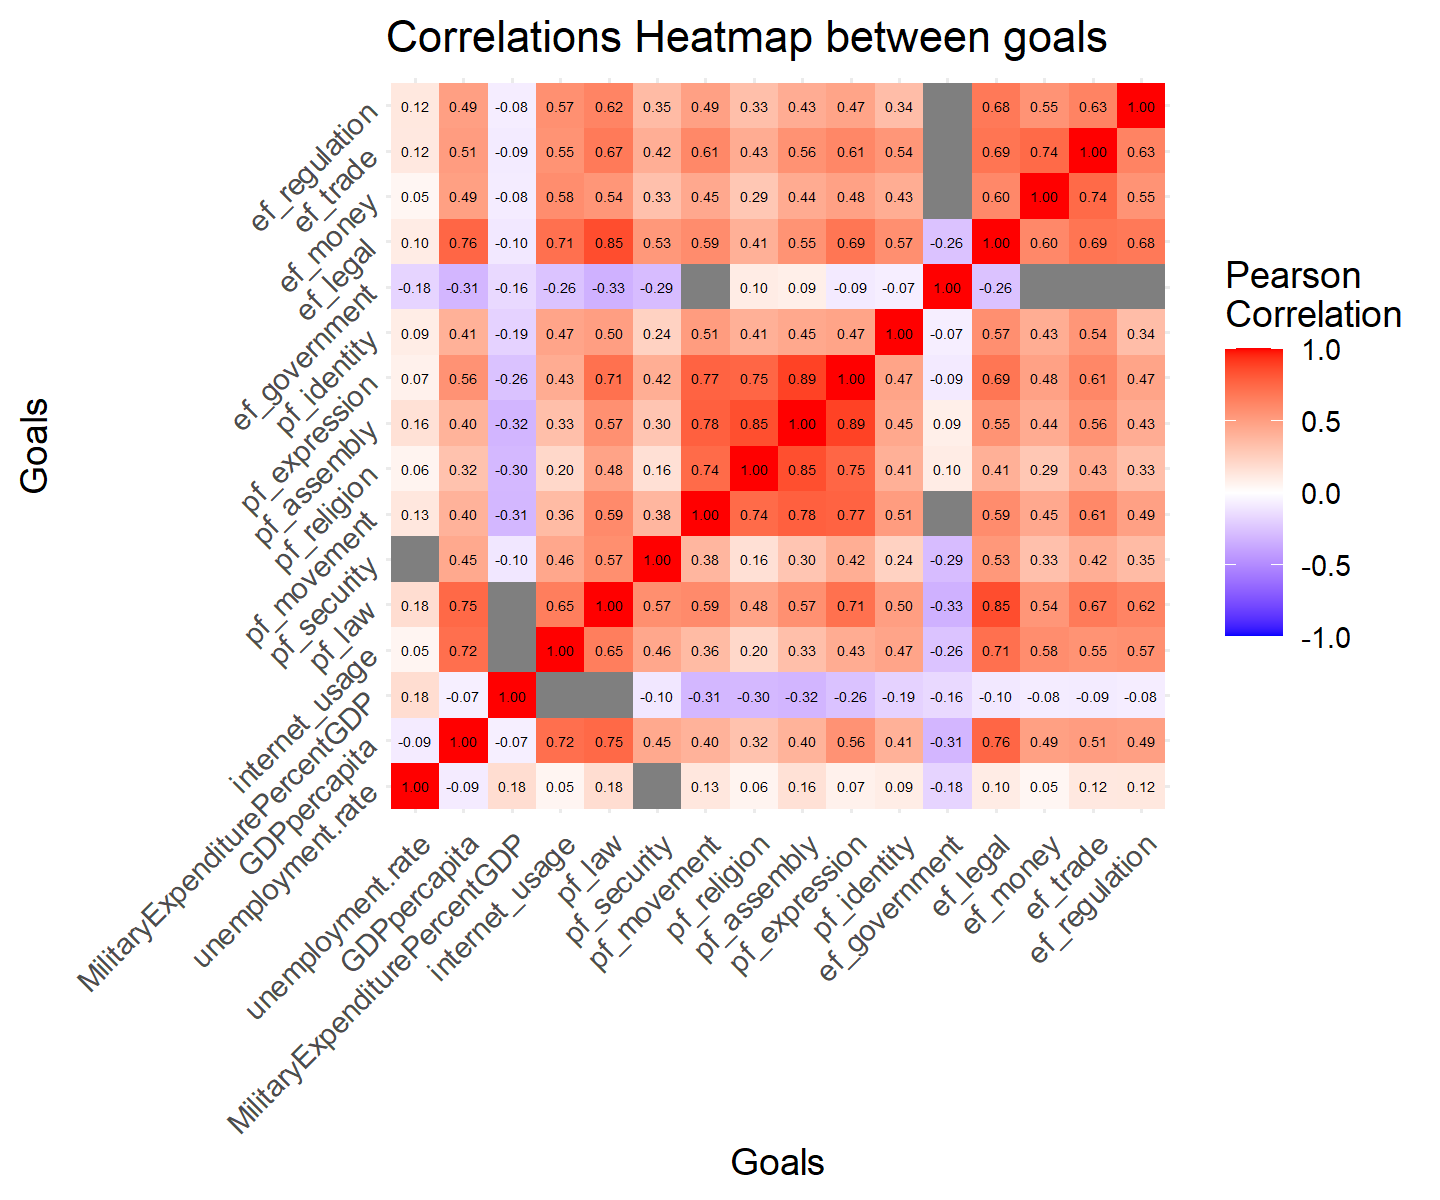 Correlations Heatmap between goals
ef_regulation 0.12 0.49 -0.08 0.57 0.62 0.35 0.49 0.33 0.43 0.47 0.34 0.68 0.55 0.63 1.00
ef_trade 0.12 0.51 -0.09 0.55 0.67 0.42 0.61 0.43 0.56 0.61 0.54 0.69 0.74 1.00 0.63
ef_money 0.05 0.49 -0.08 0.58 0.54 0.33 0.45 0.29 0.44 0.48 0.43 0.60 1.00 0.74 0.55
ef_legal 0.10 0.76 -0.10 0.71 0.85 0.53 0.59 0.41 0.55 0.69 0.57 -0.26 1.00 0.60 0.69 0.68
ef_government -0.18 -0.31 -0.16 -0.26 -0.33 -0.29 0.10 0.09 -0.09 -0.07 1.00 -0.26
pf_identity 0.09 0.41 -0.19 0.47 0.50 0.24 0.51 0.41 0.45 0.47 1.00 -0.07 0.57 0.43 0.54 0.34
pf_expression 0.07 0.56 -0.26 0.43 0.71 0.42 0.77 0.75 0.89 1.00 0.47 -0.09 0.69 0.48 0.61 0.47
pf_assembly 0.16 0.40 -0.32 0.33 0.57 0.30 0.78 0.85 1.00 0.89 0.45 0.09 0.55 0.44 0.56 0.43
pf_religion 0.06 0.32 -0.30 0.20 0.48 0.16 0.74 1.00 0.85 0.75 0.41 0.10 0.41 0.29 0.43 0.33
pf_movement 0.13 0.40 -0.31 0.36 0.59 0.38 1.00 0.74 0.78 0.77 0.51 0.59 0.45 0.61 0.49
pf_security 0.45 -0.10 0.46 0.57 1.00 0.38 0.16 0.30 0.42 0.24 -0.29 0.53 0.33 0.42 0.35
pf_law 0.18 0.75 0.65 1.00 0.57 0.59 0.48 0.57 0.71 0.50 -0.33 0.85 0.54 0.67 0.62
internet_usage 0.05 0.72 1.00 0.65 0.46 0.36 0.20 0.33 0.43 0.47 -0.26 0.71 0.58 0.55 0.57
MilitaryExpenditurePercentGDP 0.18 -0.07 1.00 -0.10 -0.31 -0.30 -0.32 -0.26 -0.19 -0.16 -0.10 -0.08 -0.09 -0.08
GDPpercapita -0.09 1.00 -0.07 0.72 0.75 0.45 0.40 0.32 0.40 0.56 0.41 -0.31 0.76 0.49 0.51 0.49
unemployment.rate 1.00 -0.09 0.18 0.05 0.18 0.13 0.06 0.16 0.07 0.09 -0.18 0.10 0.05 0.12 0.12
unemployment.rate
GDPpercapita
MilitaryExpenditurePercentGDP
internet_usage
pf_law
pf_security
pf_movement
pf_religion
pf_assembly
pf_expression
pf_identity
ef_government
ef_legal
ef_money
ef_trade
ef_regulation
Goals
Goals
Pearson
Correlation
1.0
0.5
0.0
-0.5
-1.0